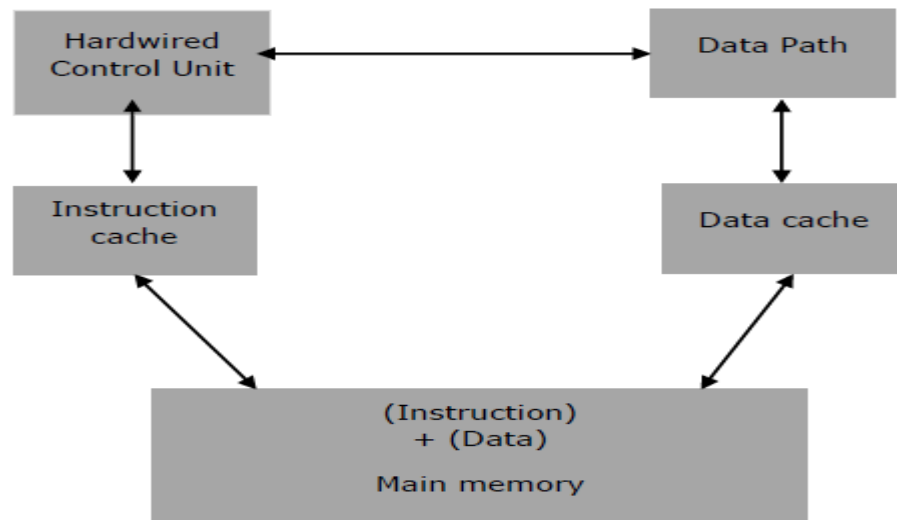 Hardwired
Control Unit
Data Path
Instruction
cache
Data cache
(Instruction)
+ (Data)
Main memory